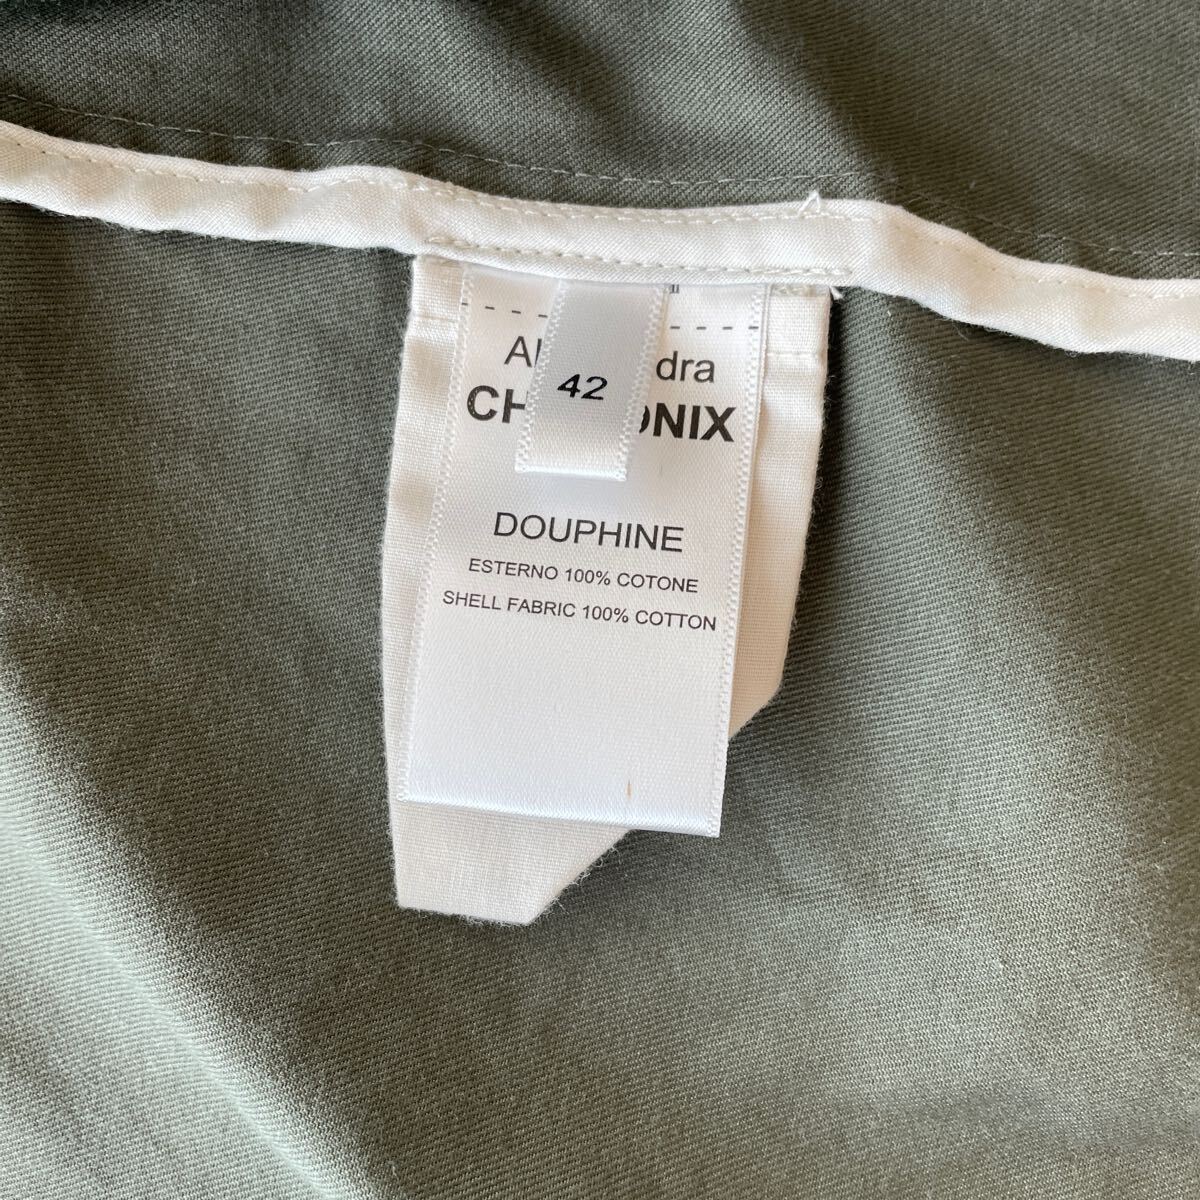 42
DOUPHINE
ESTERNO 100% COTONE
SHELL FABRIC 100% COTTON